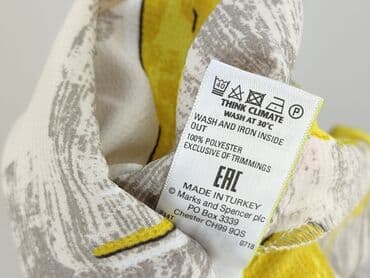 40 P
THINK CLIMATE
WASH AT 30°C
WASH AND IRON INSIDE
OUT
100% POLYESTER
EXCLUSIVE OF TRIMMINGS
EAC
MADE IN TURKEY
© Marks and Spencer plc
PO Box 3339
Chester CH99 9QS
0718